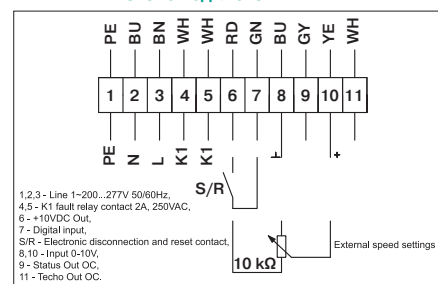 PE BU BN WH WH RD GN BU GY YE WH
1 2 3 4 5 6 7 8 9 10 11
PE N L K1 K1 - +
S/R
1,2,3 - Line 1~200...277V 50/60Hz,
4,5 - K1 fault relay contact 2A, 250VAC,
6 - +10VDC Out,
7 - Digital input,
S/R - Electronic disconnection and reset contact,
8,10 - Input 0-10V,
9 - Status Out OC,
11 - Techo Out OC.
External speed settings
10 kΩ